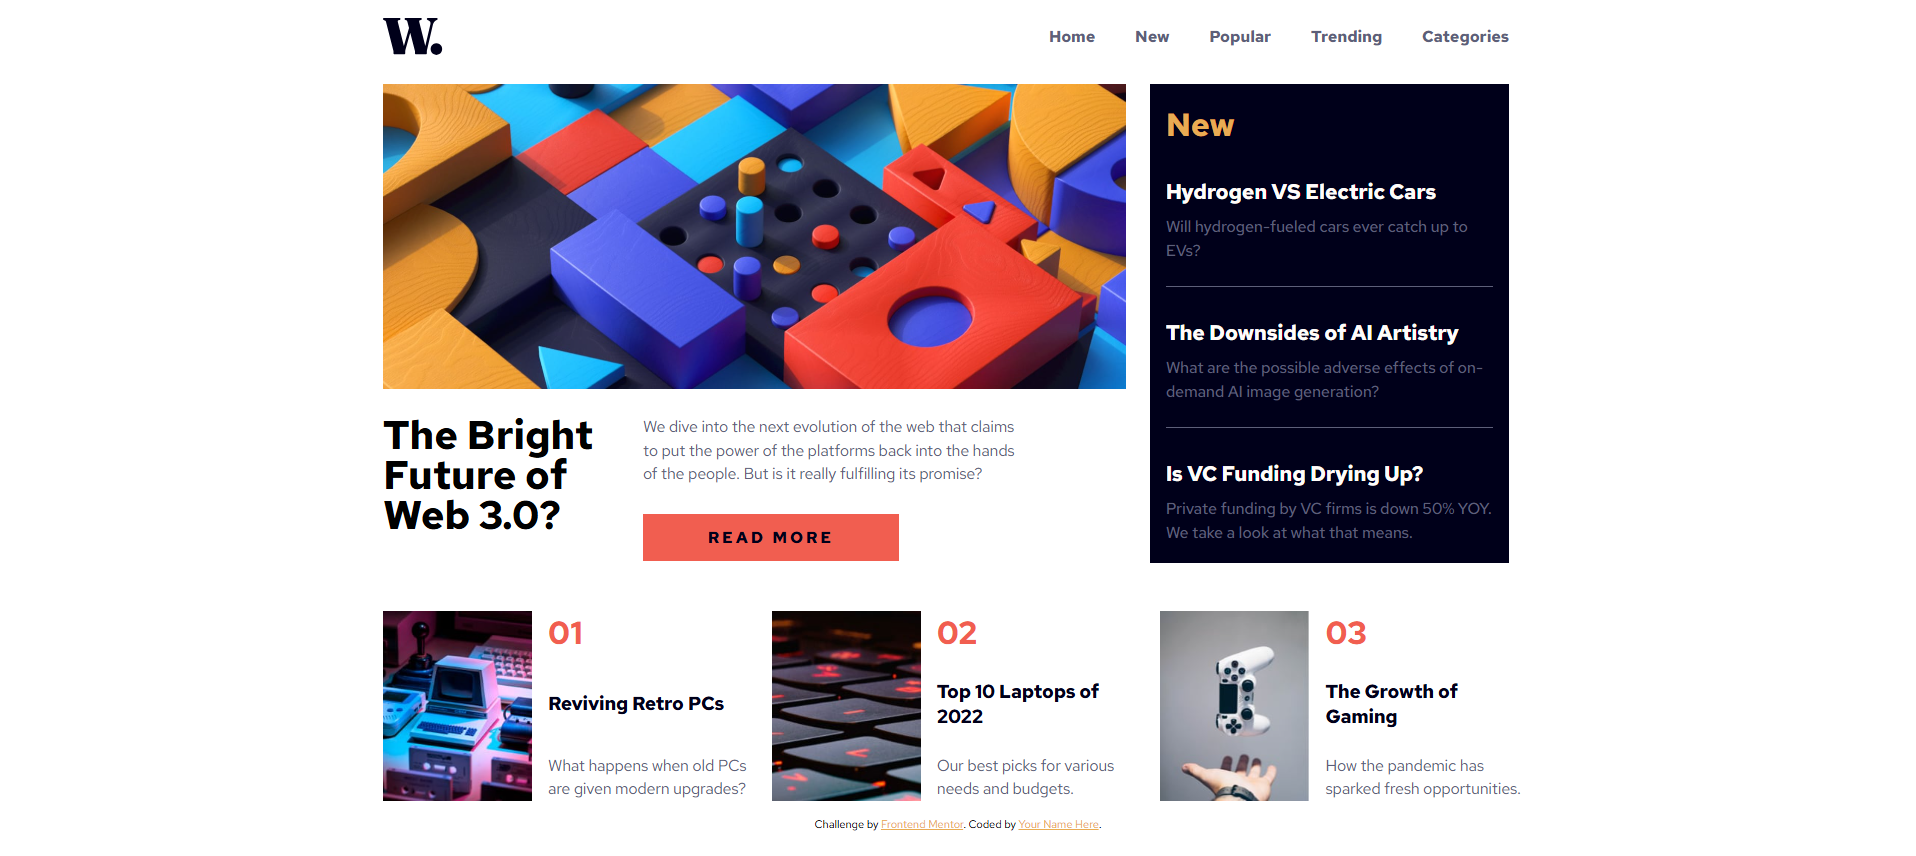 W.
Home New Popular Trending Categories
New
Hydrogen VS Electric Cars
Will hydrogen-fueled cars ever catch up to
EVs?
The Downsides of AI Artistry
What are the possible adverse effects of on-
demand AI image generation?
Is VC Funding Drying Up?
Private funding by VC firms is down 50% YOY.
We take a look at what that means.
The Bright
Future of
Web 3.0?
We dive into the next evolution of the web that claims
to put the power of the platforms back into the hands
of the people. But is it really fulfilling its promise?
READ MORE
01
Reviving Retro PCs
What happens when old PCs
are given modern upgrades?
02
Top 10 Laptops of
2022
Our best picks for various
needs and budgets.
03
The Growth of
Gaming
How the pandemic has
sparked fresh opportunities.
Challenge by Frontend Mentor. Coded by Your Name Here.